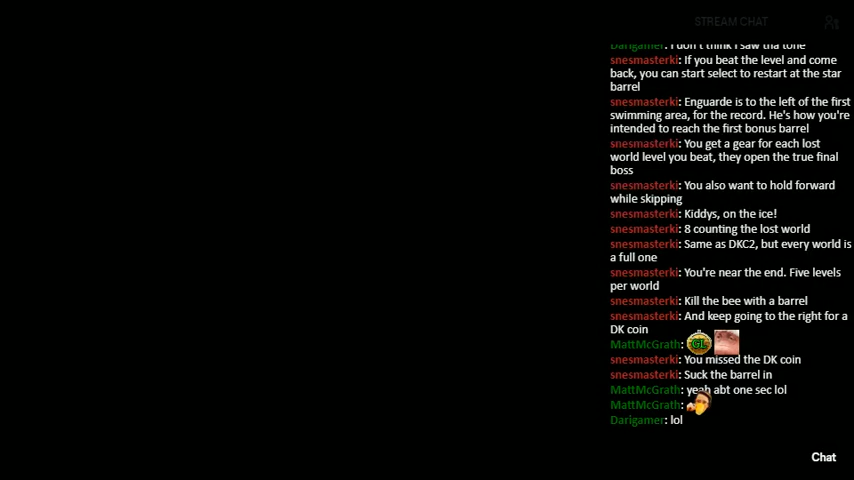 STREAM CHAT
Darigamer: I don't think I saw tha tone
snesmasterki: If you beat the level and come
back, you can start select to restart at the star
barrel
snesmasterki: Enguarde is to the left of the first
swimming area, for the record. He's how you're
intended to reach the first bonus barrel
snesmasterki: You get a gear for each lost
world level you beat, they open the true final
boss
snesmasterki: You also want to hold forward
while skipping
snesmasterki: Kiddys, on the ice!
snesmasterki: 8 counting the lost world
snesmasterki: Same as DKC2, but every world is
a full one
snesmasterki: You're near the end. Five levels
per world
snesmasterki: Kill the bee with a barrel
snesmasterki: And keep going to the right for a
DK coin
MattMcGrath: GL
snesmasterki: You missed the DK coin
snesmasterki: Suck the barrel in
MattMcGrath: yeah abt one sec lol
MattMcGrath:
Darigamer: lol
Chat